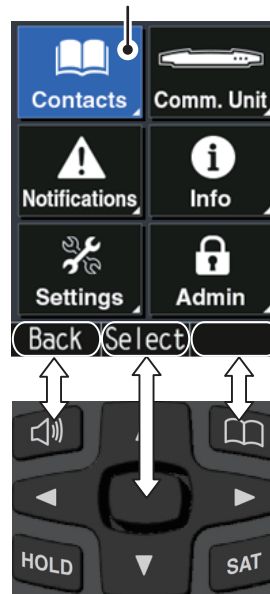 Contacts Comm. Unit
Notifications Info
Settings Admin
Back Select
HOLD SAT